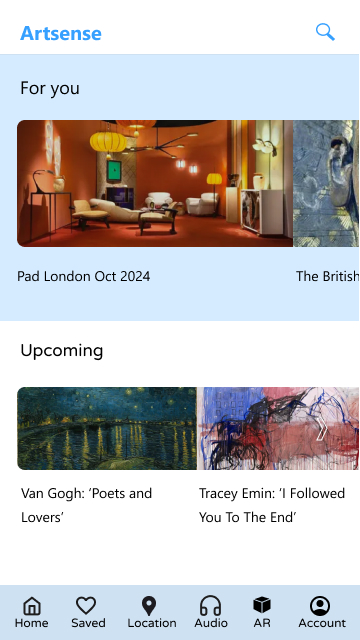 Artsense
For you
Pad London Oct 2024
The British
Upcoming
Van Gogh: ‘Poets and
Lovers’
Tracey Emin: ‘I Followed
You To The End’
Home Saved Location Audio AR Account